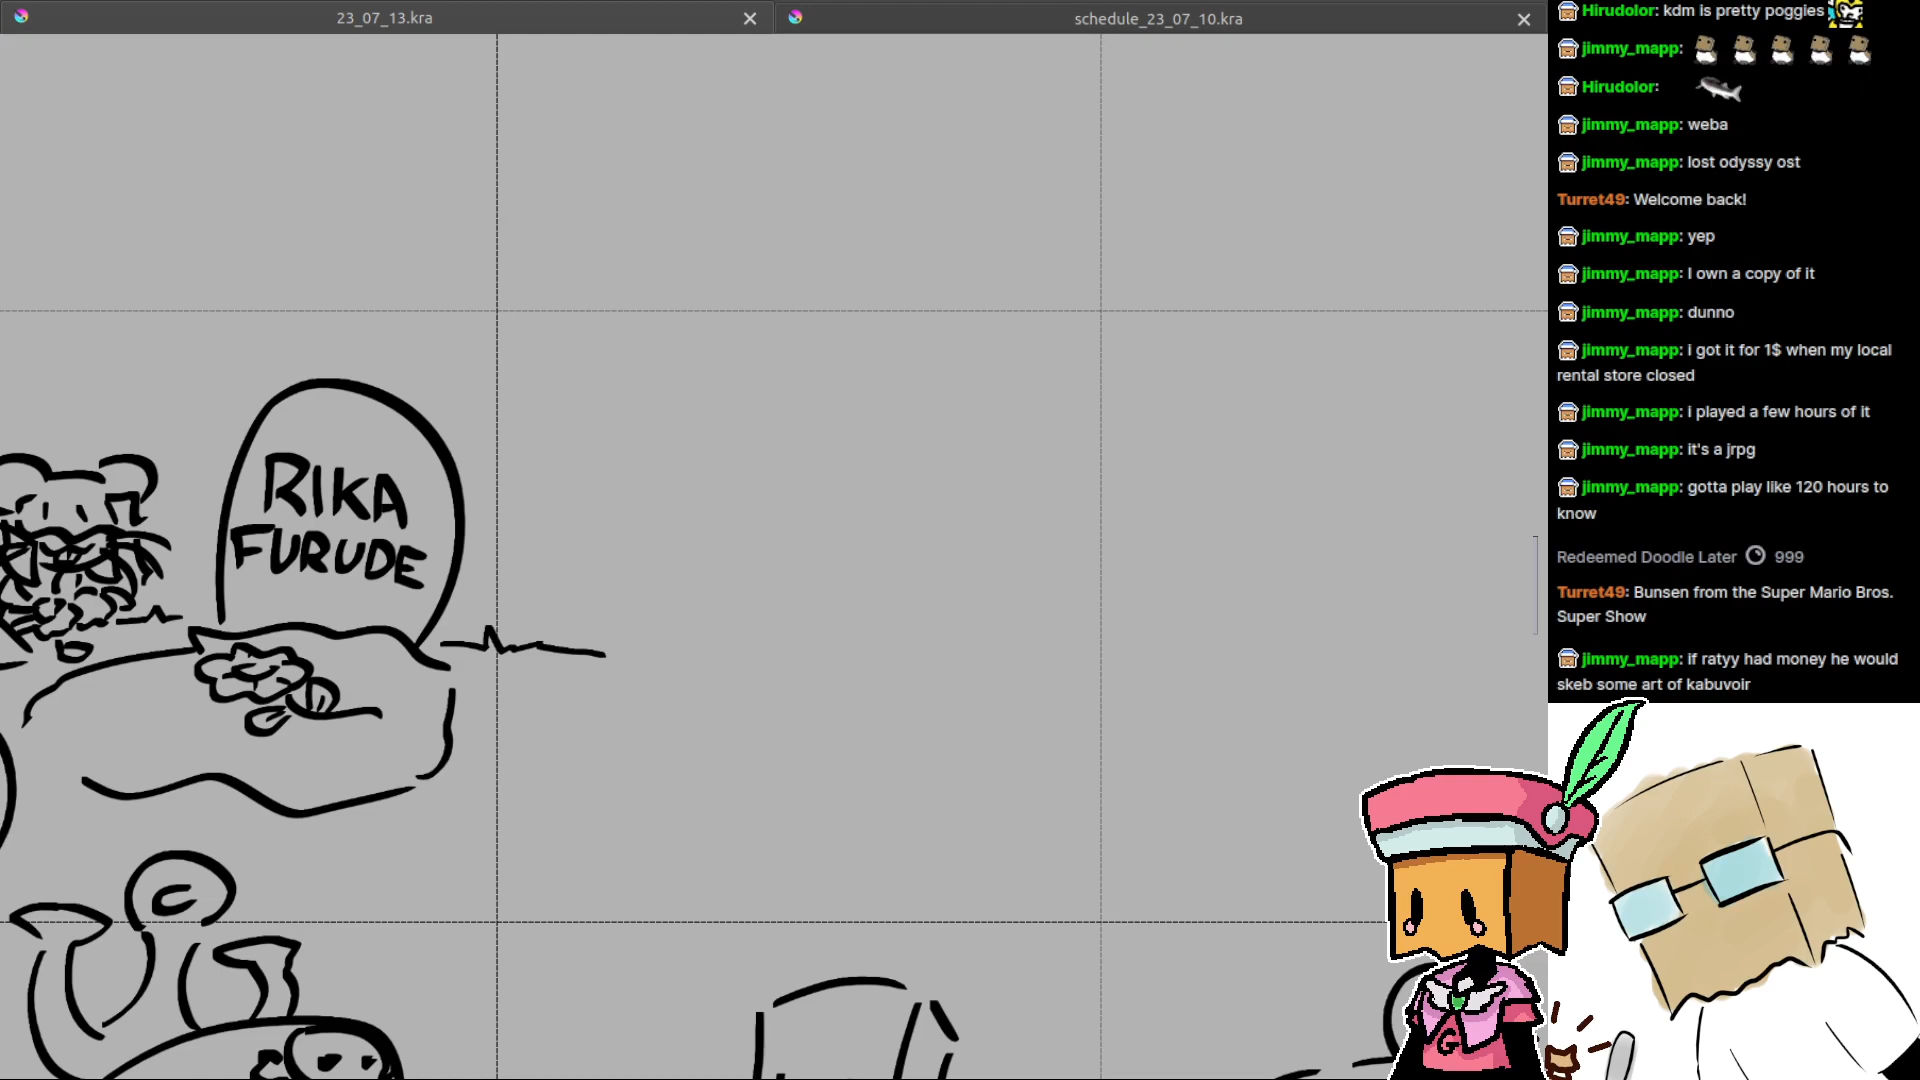 23_07_13.kra
schedule_23_07_10.kra
Hirudolor: kdm is pretty poggles
jimmy_mapp:
Hirudolor:
jimmy_mapp: weba
jimmy_mapp: lost odyssy ost
Turret49: Welcome back!
jimmy_mapp: yep
jimmy_mapp: I own a copy of it
jimmy_mapp: dunno
jimmy_mapp: i got it for 1$ when my local
rental store closed
jimmy_mapp: i played a few hours of it
jimmy_mapp: it's a jrpg
jimmy_mapp: gotta play like 120 hours to
know
Redeemed Doodle Later 999
Turret49: Bunsen from the Super Mario Bros.
Super Show
jimmy_mapp: if ratyy had money he would
skeb some art of kabuvoir
RIKA
FURUDE
G